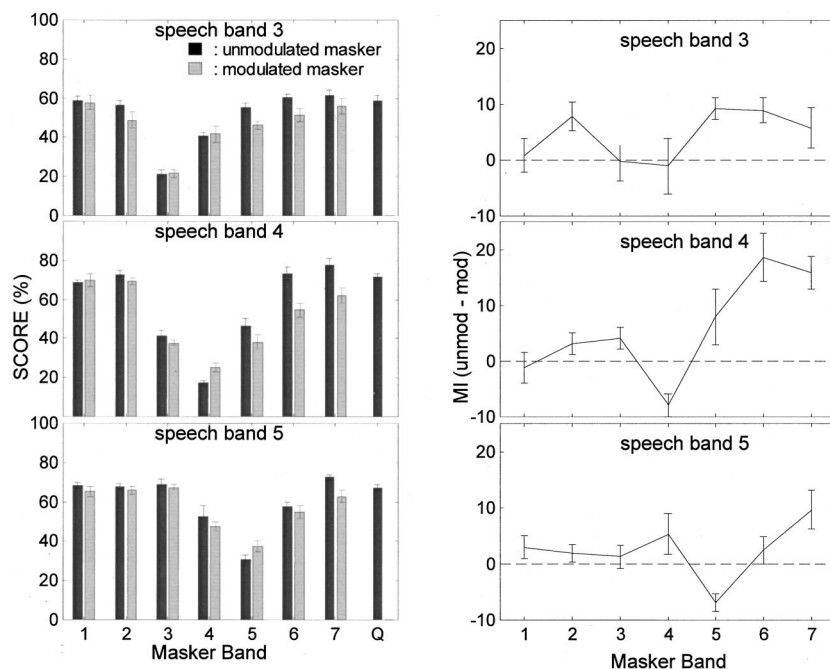 100
80
60
40
20
0
speech band 3
: unmodulated masker
: modulated masker
80
60
40
20
speech band 4
SCORE (%)
100
80
60
40
20
0
speech band 5
1 2 3 4 5 6 7 Q
Masker Band
20
10
0
-10
speech band 3
20
10
0
-10
speech band 4
MI (unmod - mod)
20
10
0
-10
speech band 5
1 2 3 4 5 6 7
Masker Band